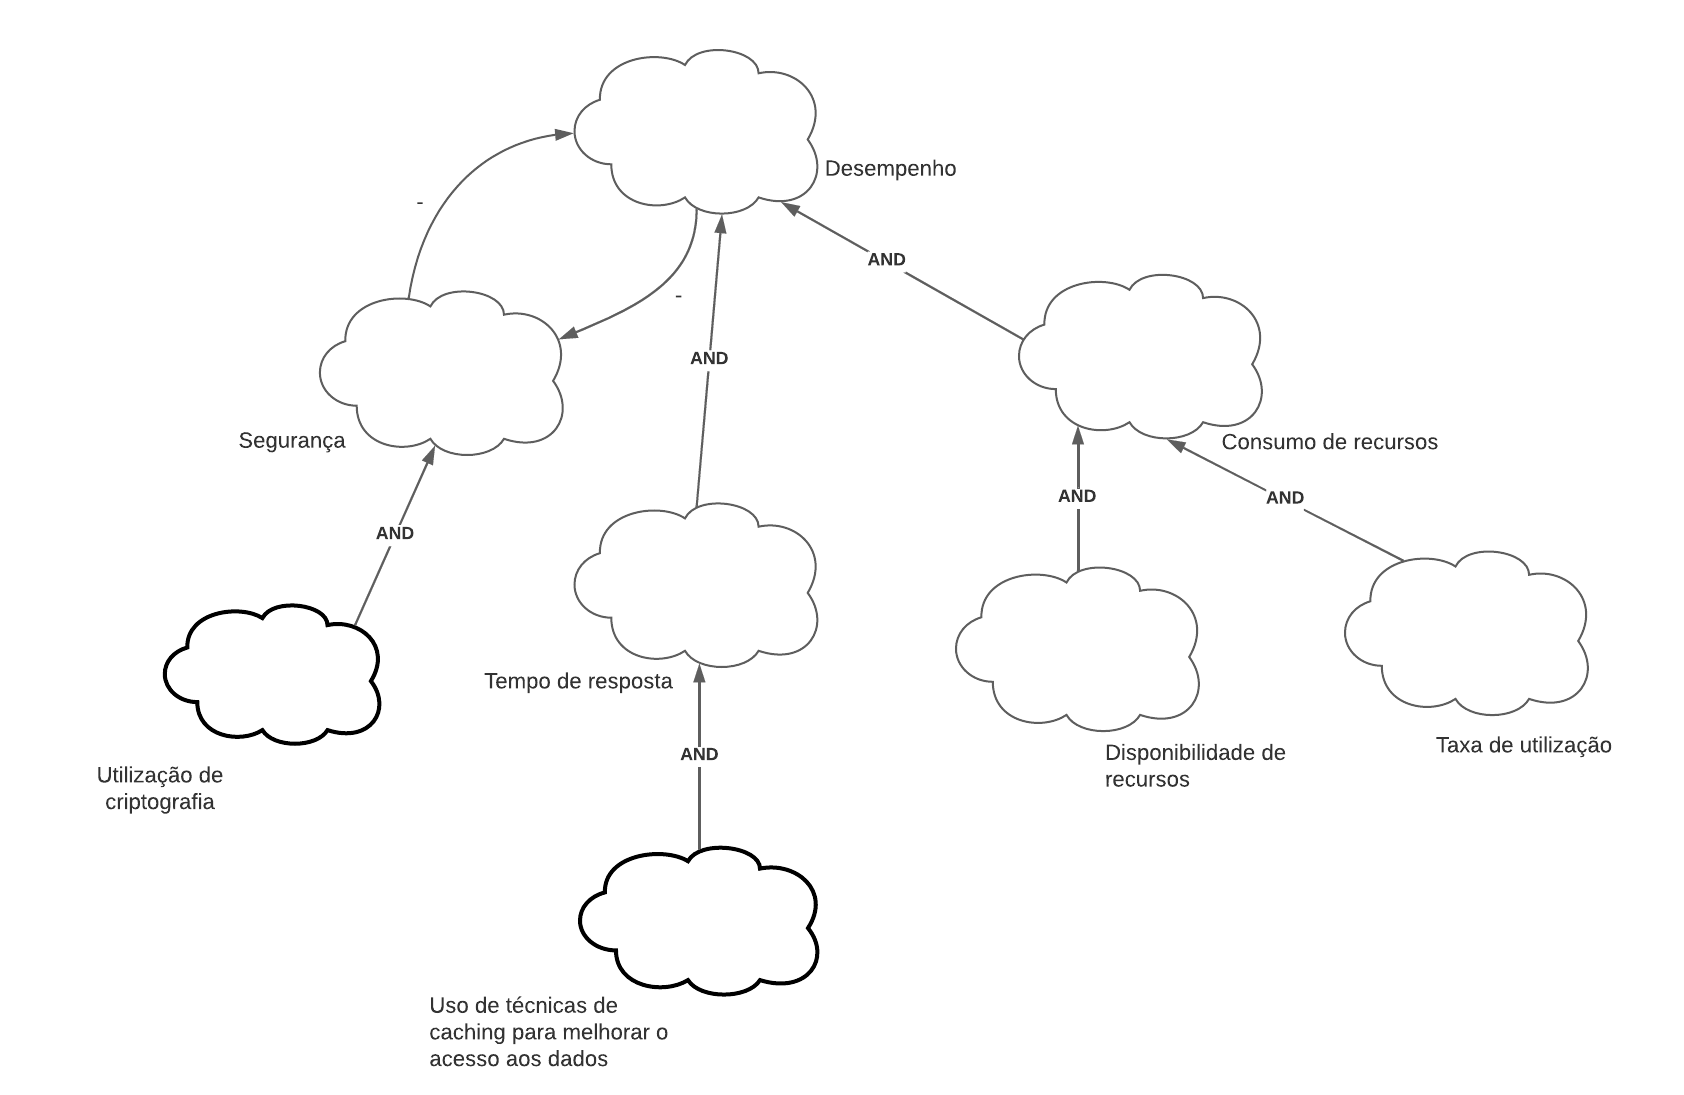 Desempenho
-
AND
-
AND
Segurança
Consumo de recursos
AND
AND
AND
Tempo de resposta
Utilização de
criptografia
AND
Disponibilidade de
recursos
Taxa de utilização
Uso de técnicas de
caching para melhorar o
acesso aos dados